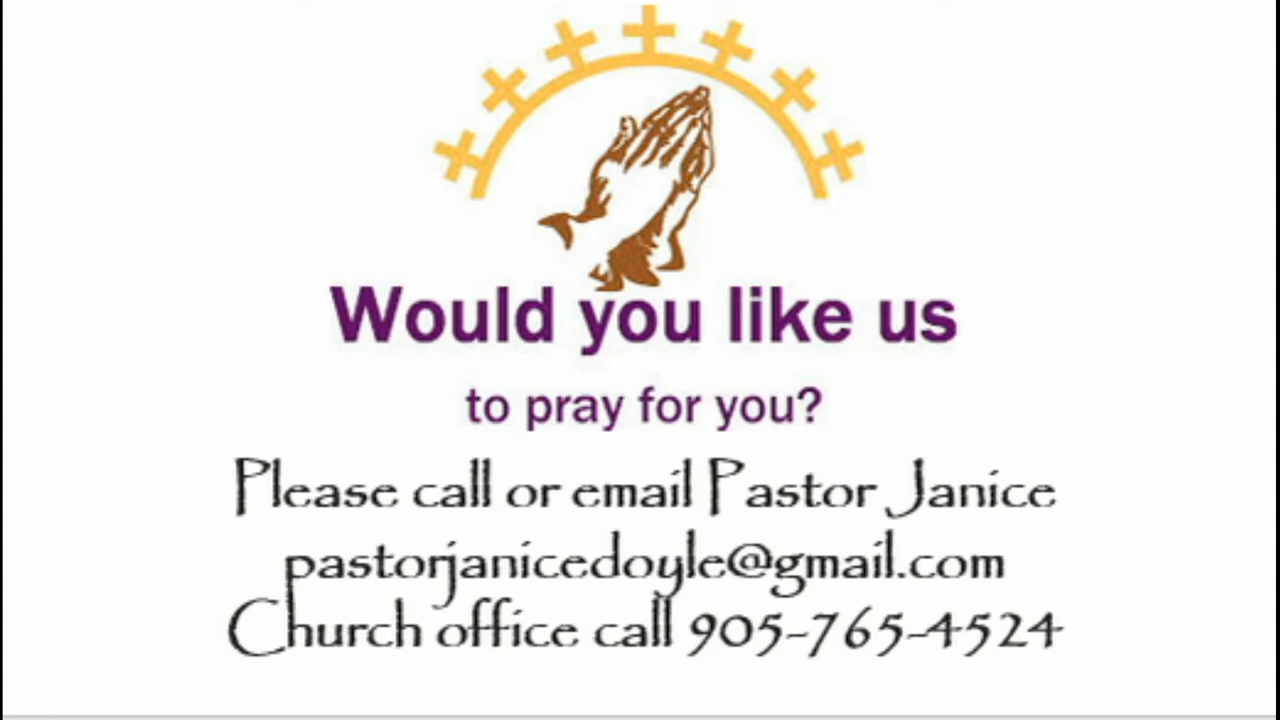 Would you like us
to pray for you?
Please call or email Pastor Janice
pastorjanicedoyle@gmail.com
Church office call 905-765-4524